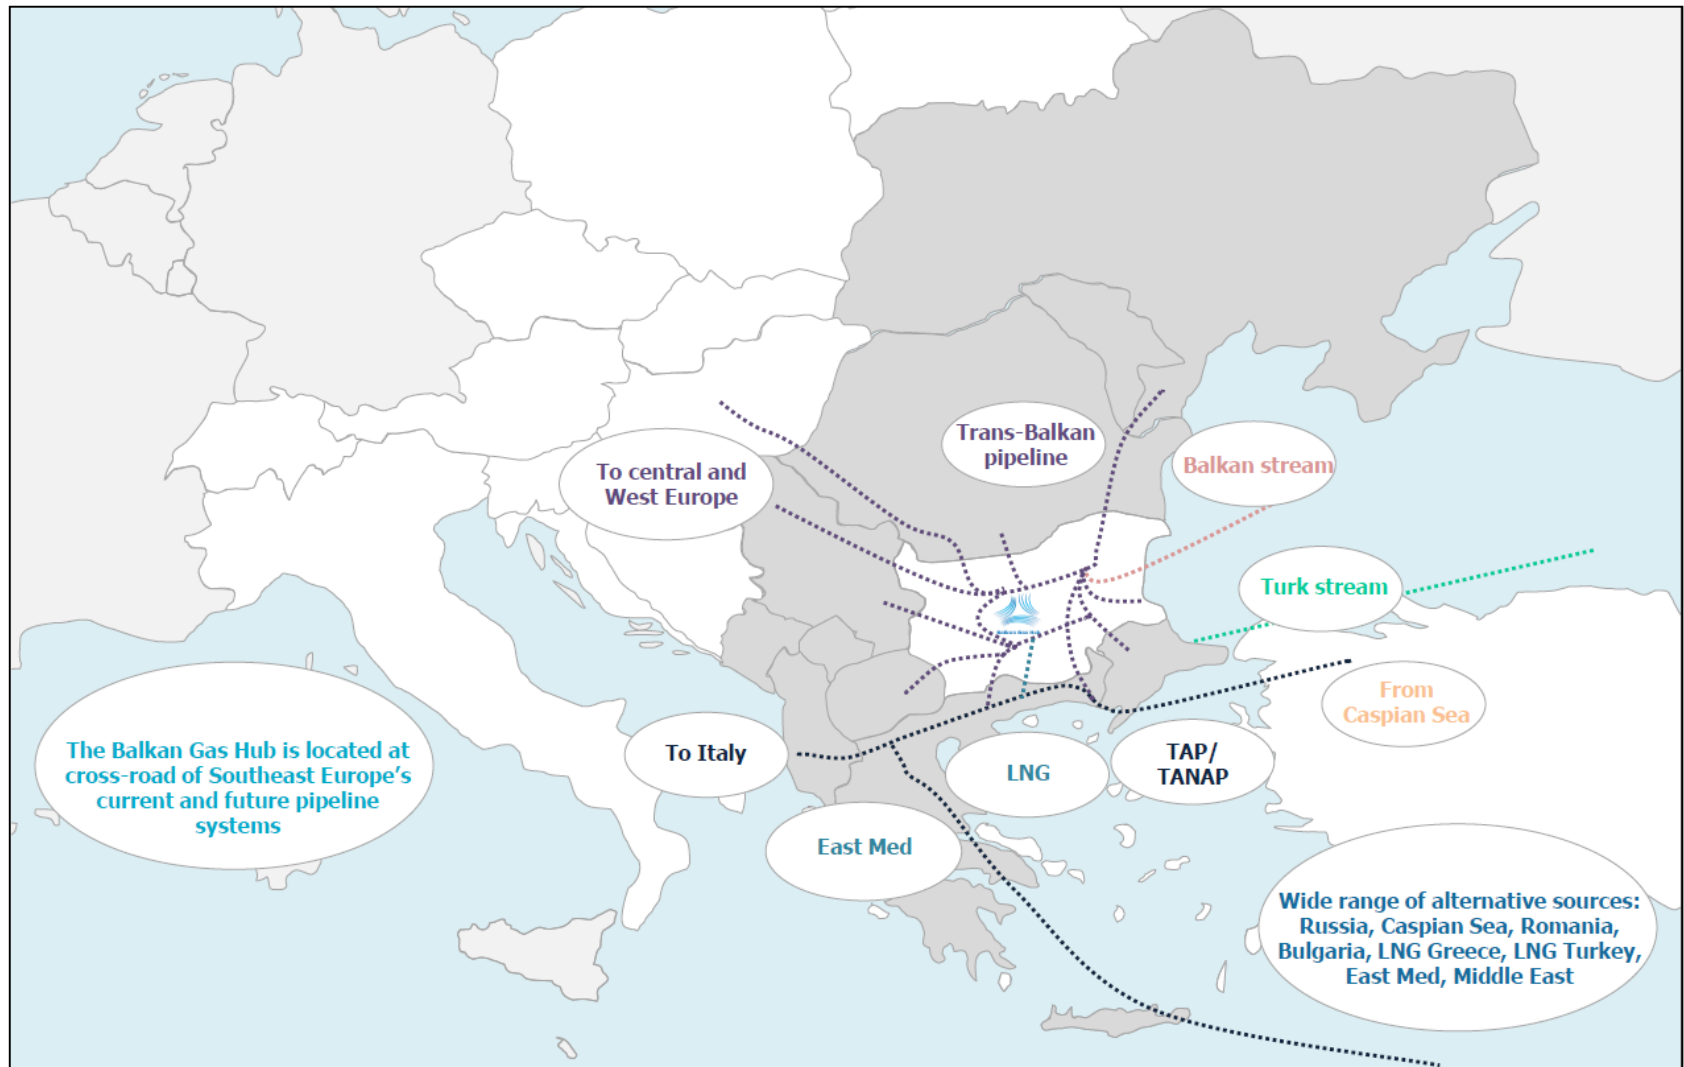 Trans-Balkan
pipeline
Balkan stream
To central and
West Europe
Turk stream
Balkan Gas Hub
From
Caspian Sea
The Balkan Gas Hub is located at
cross-road of Southeast Europe's
current and future pipeline
systems
To Italy
LNG
TAP/
TANAP
East Med
Wide range of alternative sources:
Russia, Caspian Sea, Romania,
Bulgaria, LNG Greece, LNG Turkey,
East Med, Middle East